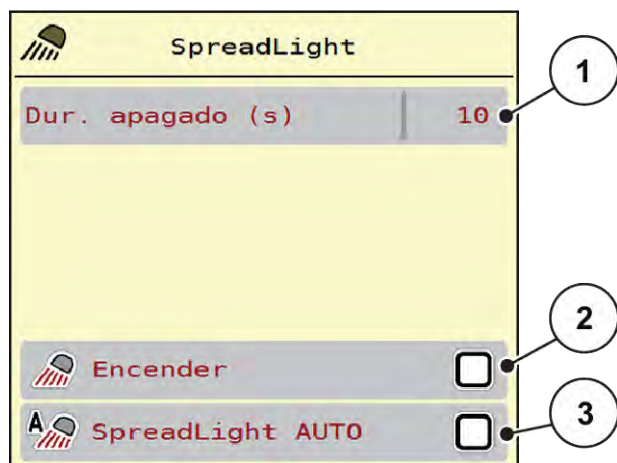 SpreadLight
Dur. apagado (s) 10
1
Encender
2
A SpreadLight AUTO
3